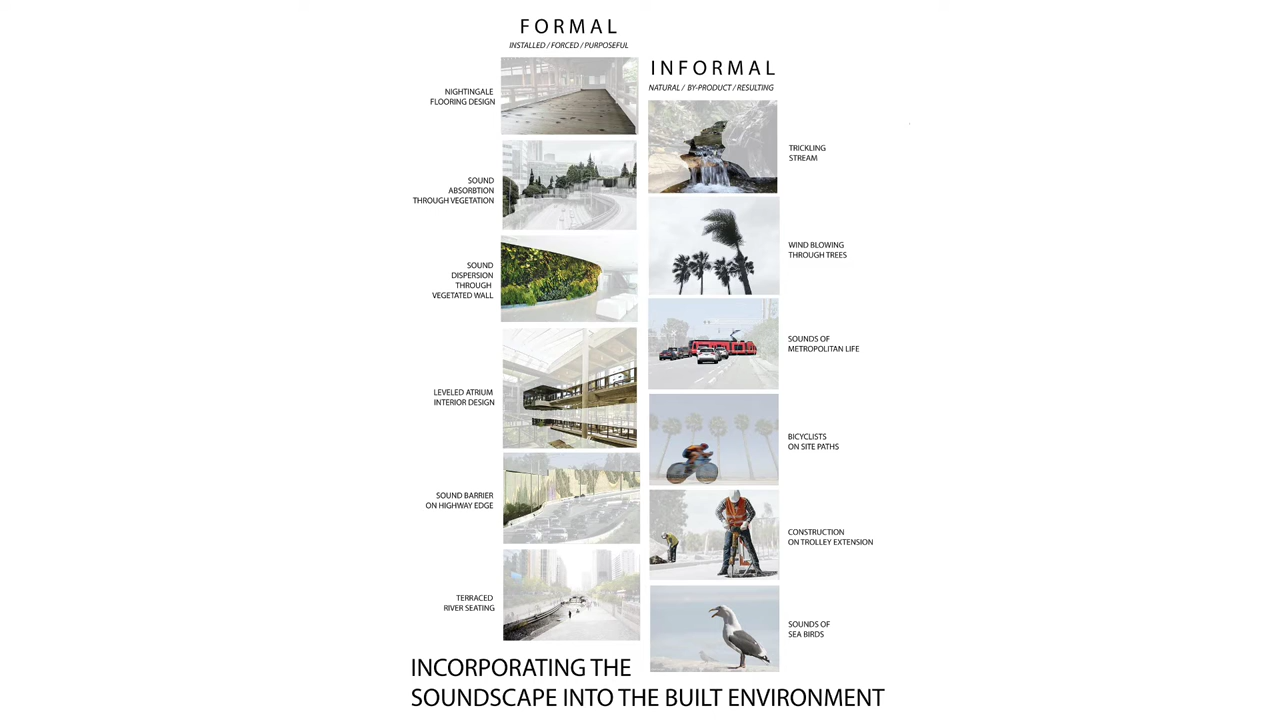 FORMAL
INSTALLED / FORCED / PURPOSEFUL
NIGHTINGALE
FLOORING DESIGN
SOUND
ABSORBTION
THROUGH VEGETATION
SOUND
DISPERSION
THROUGH
VEGETATED WALL
LEVELED ATRIUM
INTERIOR DESIGN
SOUND BARRIER
ON HIGHWAY EDGE
TERRACED
RIVER SEATING
INFORMAL
NATURAL / BY-PRODUCT / RESULTING
TRICKLING
STREAM
WIND BLOWING
THROUGH TREES
SOUNDS OF
METROPOLITAN LIFE
BICYCLISTS
ON SITE PATHS
CONSTRUCTION
ON TROLLEY EXTENSION
SOUNDS OF
SEA BIRDS
INCORPORATING THE
SOUNDSCAPE INTO THE BUILT ENVIRONMENT